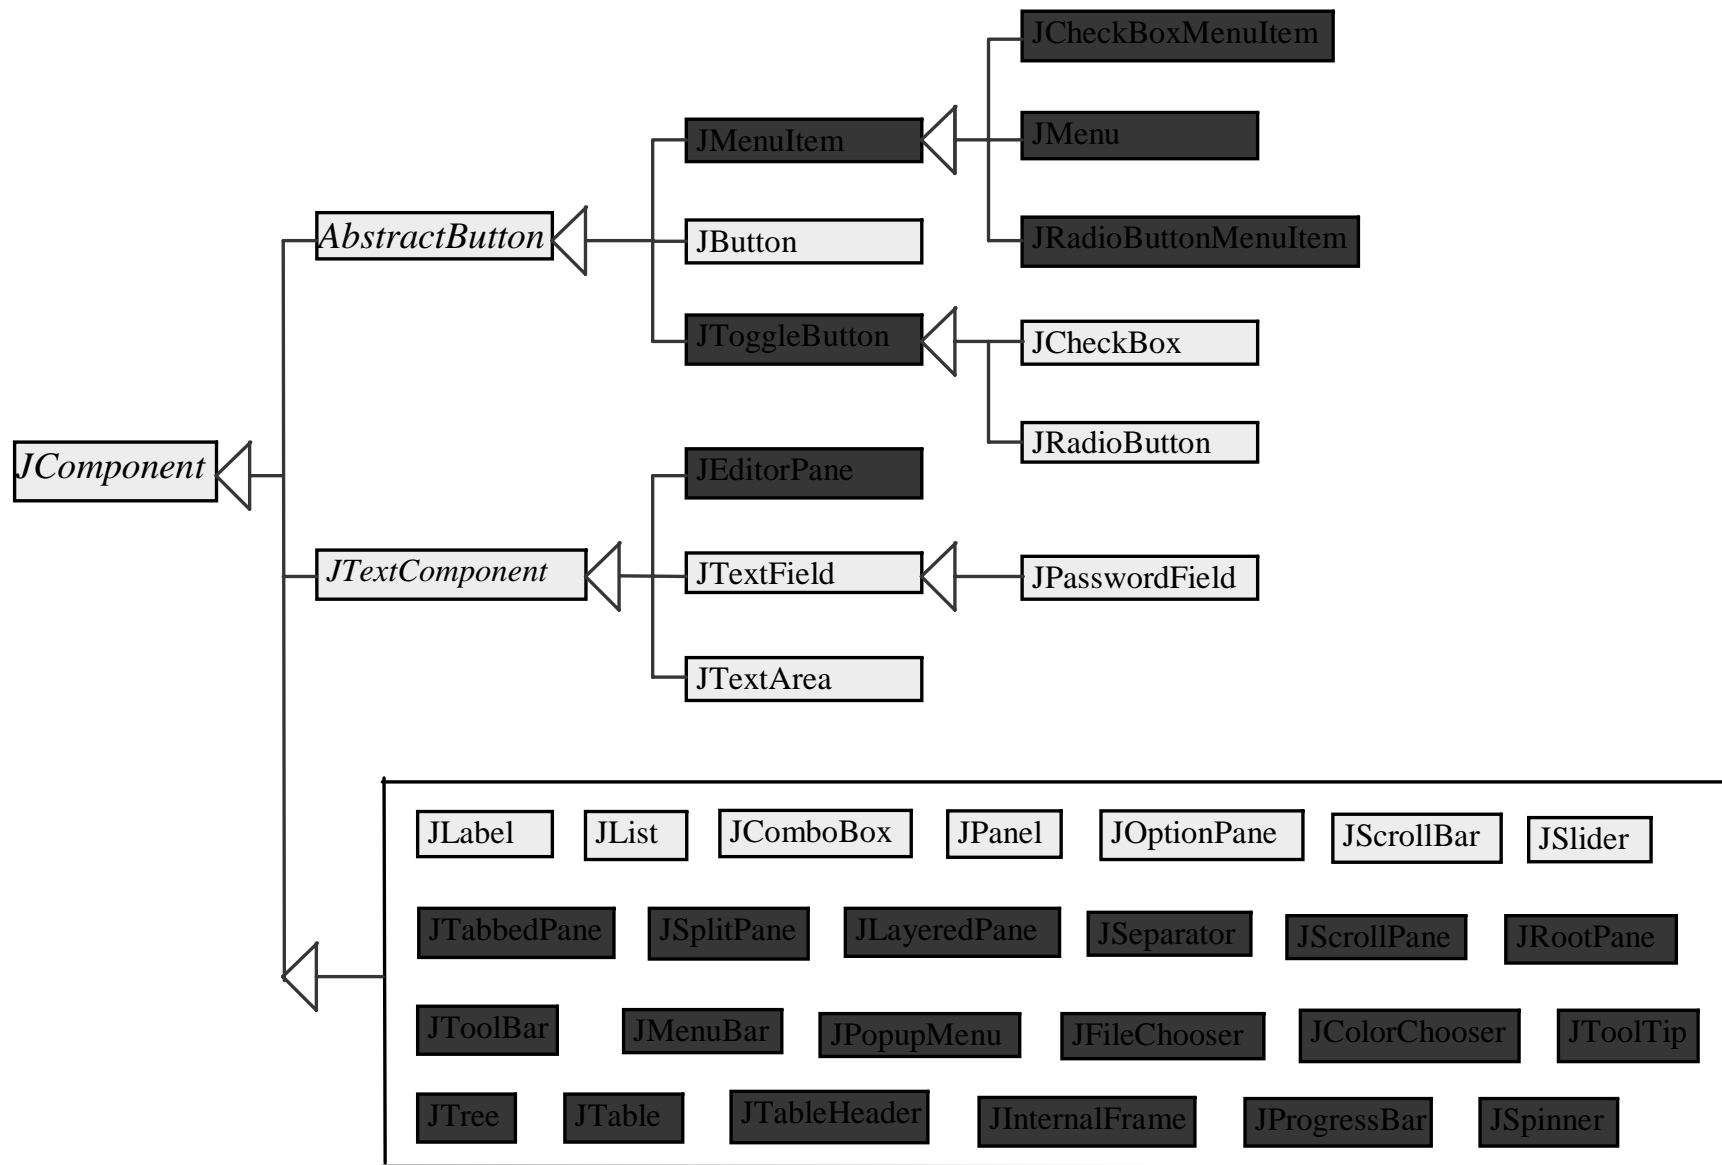 JCheckBoxMenuItem
JMenuItem
JMenu
AbstractButton
JButton
JRadioButtonMenuItem
JToggleButton
JCheckBox
JRadioButton
JComponent
JEditorPane
JTextComponent
JTextField
JPasswordField
JTextArea
JLabel JList JComboBox JPanel JOptionPane JScrollBar JSlider
JTabbedPane JSplitPane JLayeredPane JSeparator JScrollPane JRootPane
JToolBar JMenuBar JPopupMenu JFileChooser JColorChooser JToolTip
JTree JTable JTableHeader JInternalFrame JProgressBar JSpinner